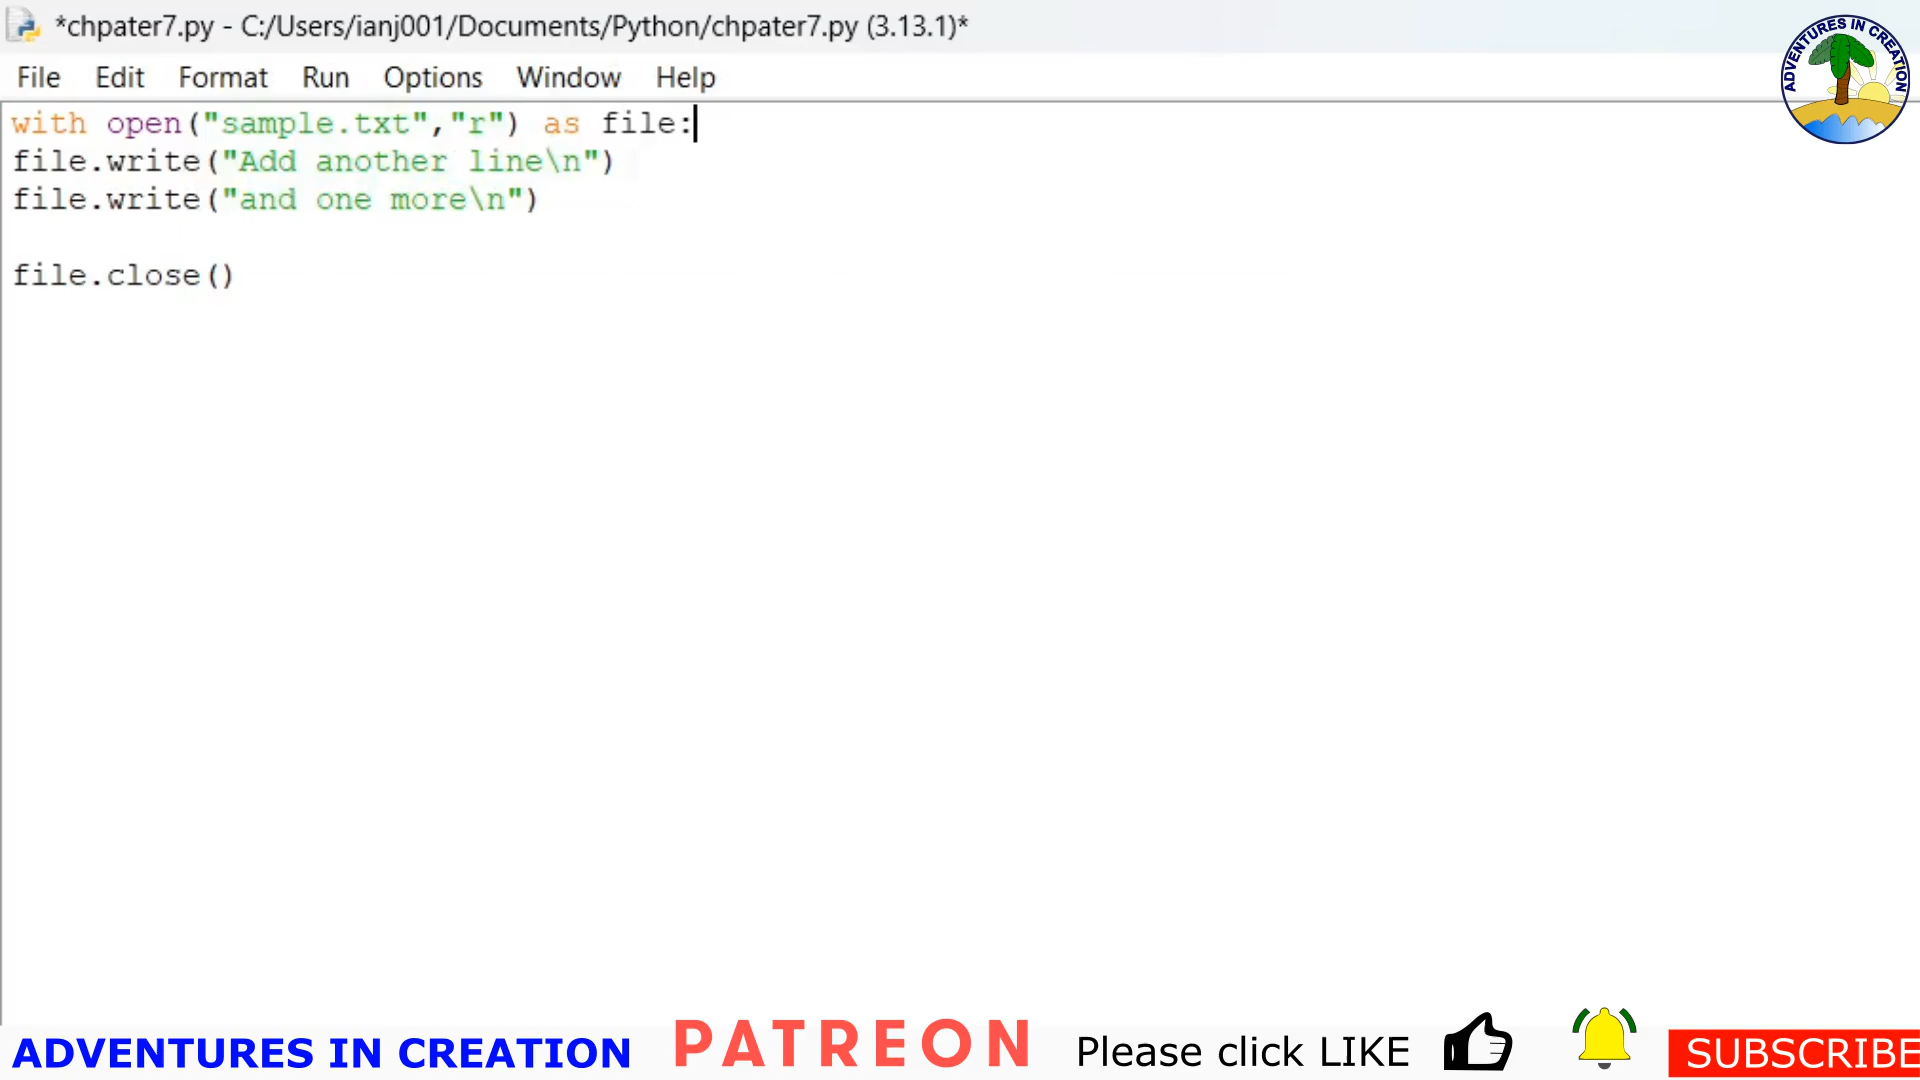 *chpater7.py - C:/Users/ianj001/Documents/Python/chpater7.py (3.13.1)*
File Edit Format Run Options Window Help
ADVENTURES IN CREATION
with open("sample.txt","r") as file:
file.write("Add another line\n")
file.write("and one more\n")
file.close()
ADVENTURES IN CREATION PATREON Please click LIKE SUBSCRIBE